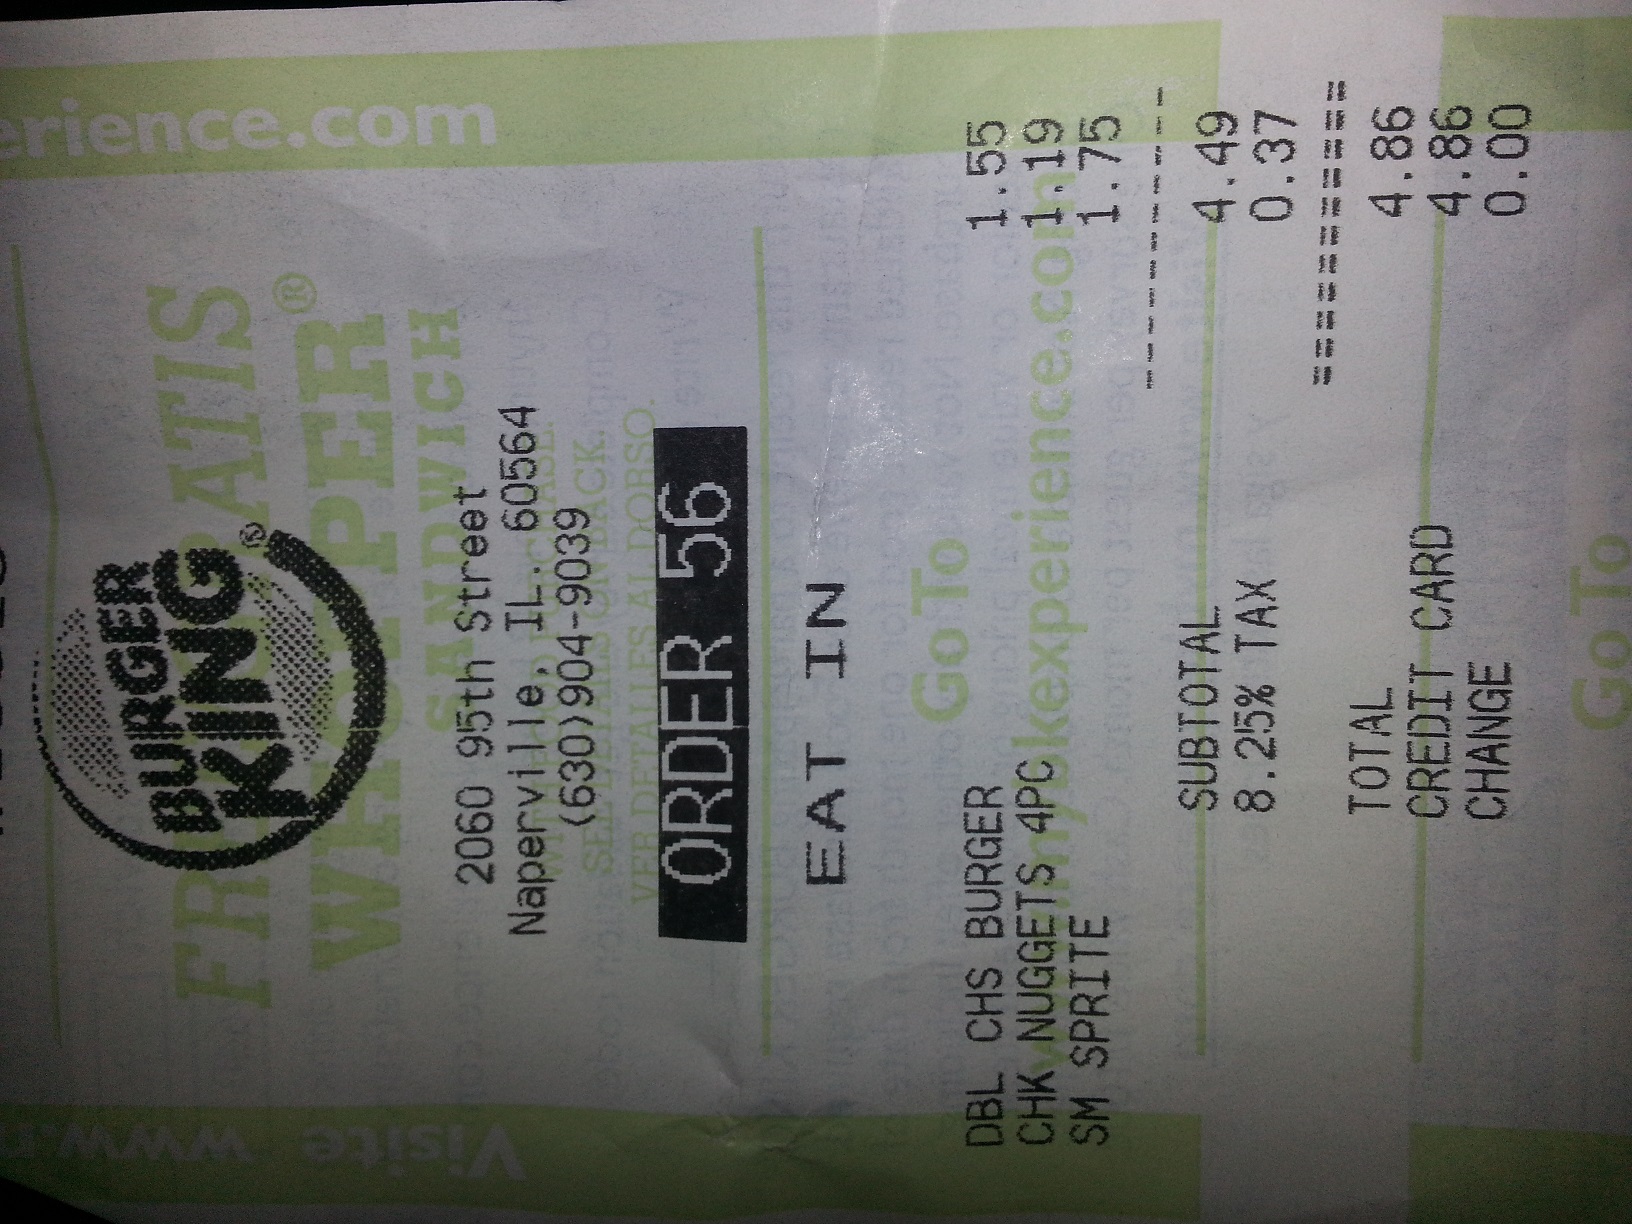 BURGER
KING®
FREE GRATIS
WHOPPER®
SANDWICH
2060 95th Street
Naperville, IL. 60564
WITH FOOD PURCHASE.
(630)904-9039
SEE DETAILS ON BACK.
VER DETALLES AL DORSO.
ORDER 56
EAT IN
Go To
DBL CHS BURGER 1.55
CHK NUGGETS 4PC 1.19
www.mybkexperience.com
SM SPRITE 1.75
SUBTOTAL 4.49
8.25% TAX 0.37
TOTAL 4.86
CREDIT CARD 4.86
CHANGE 0.00
Go To
Visite www.
erience.com